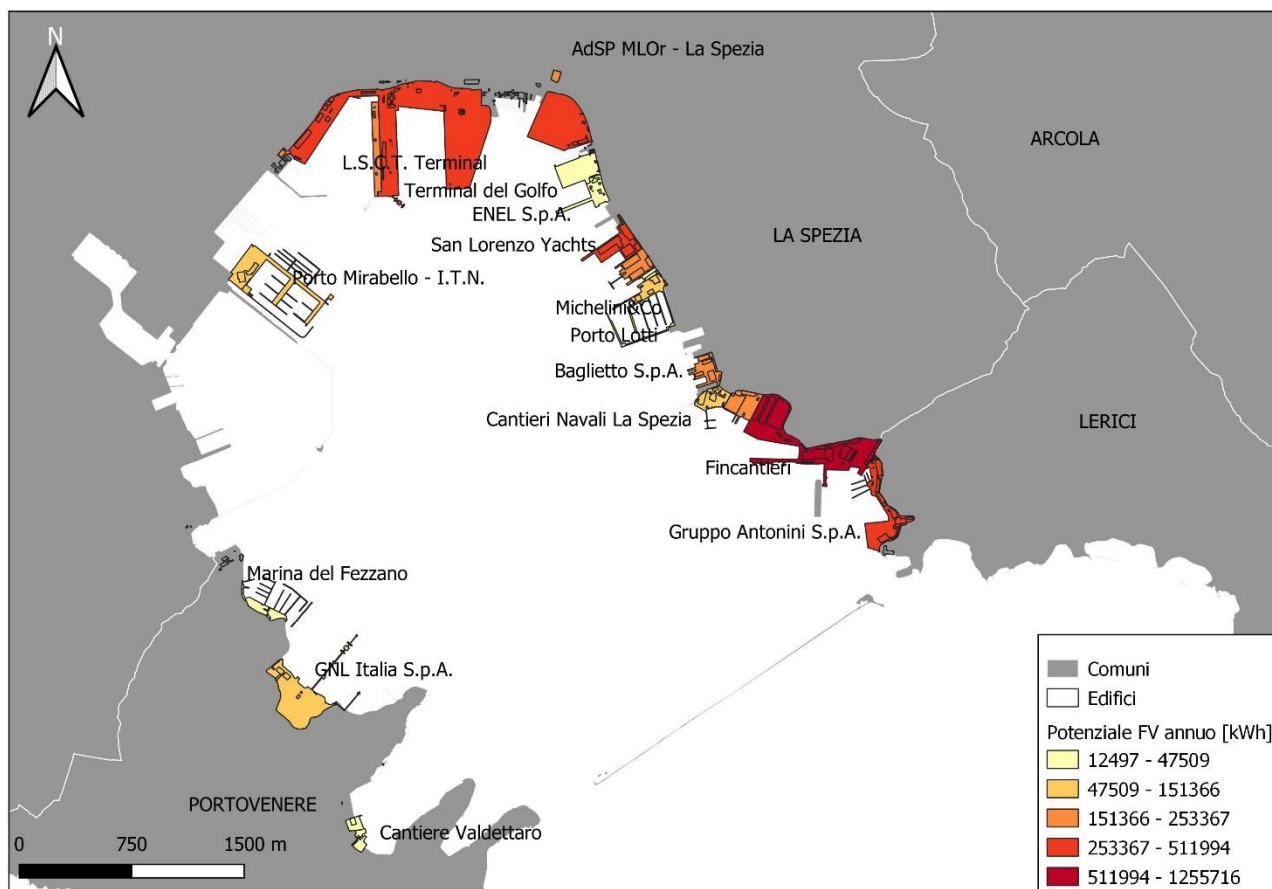 N
AdSP MLOr - La Spezia
ARCOLA
L.S.C.T. Terminal
Terminal del Golfo
ENEL S.p.A.
LA SPEZIA
San Lorenzo Yachts
Porto Mirabello - I.T.N.
Michelini&Co
Porto Lotti
Baglietto S.p.A.
Cantieri Navali La Spezia
LERICI
Fincantieri
Gruppo Antonini S.p.A.
Marina del Fezzano
GNL Italia S.p.A.
PORTOVENERE
Cantiere Valdettaro
0 750 1500 m
Comuni
Edifici
Potenziale FV annuo [kWh]
12497 - 47509
47509 - 151366
151366 - 253367
253367 - 511994
511994 - 1255716